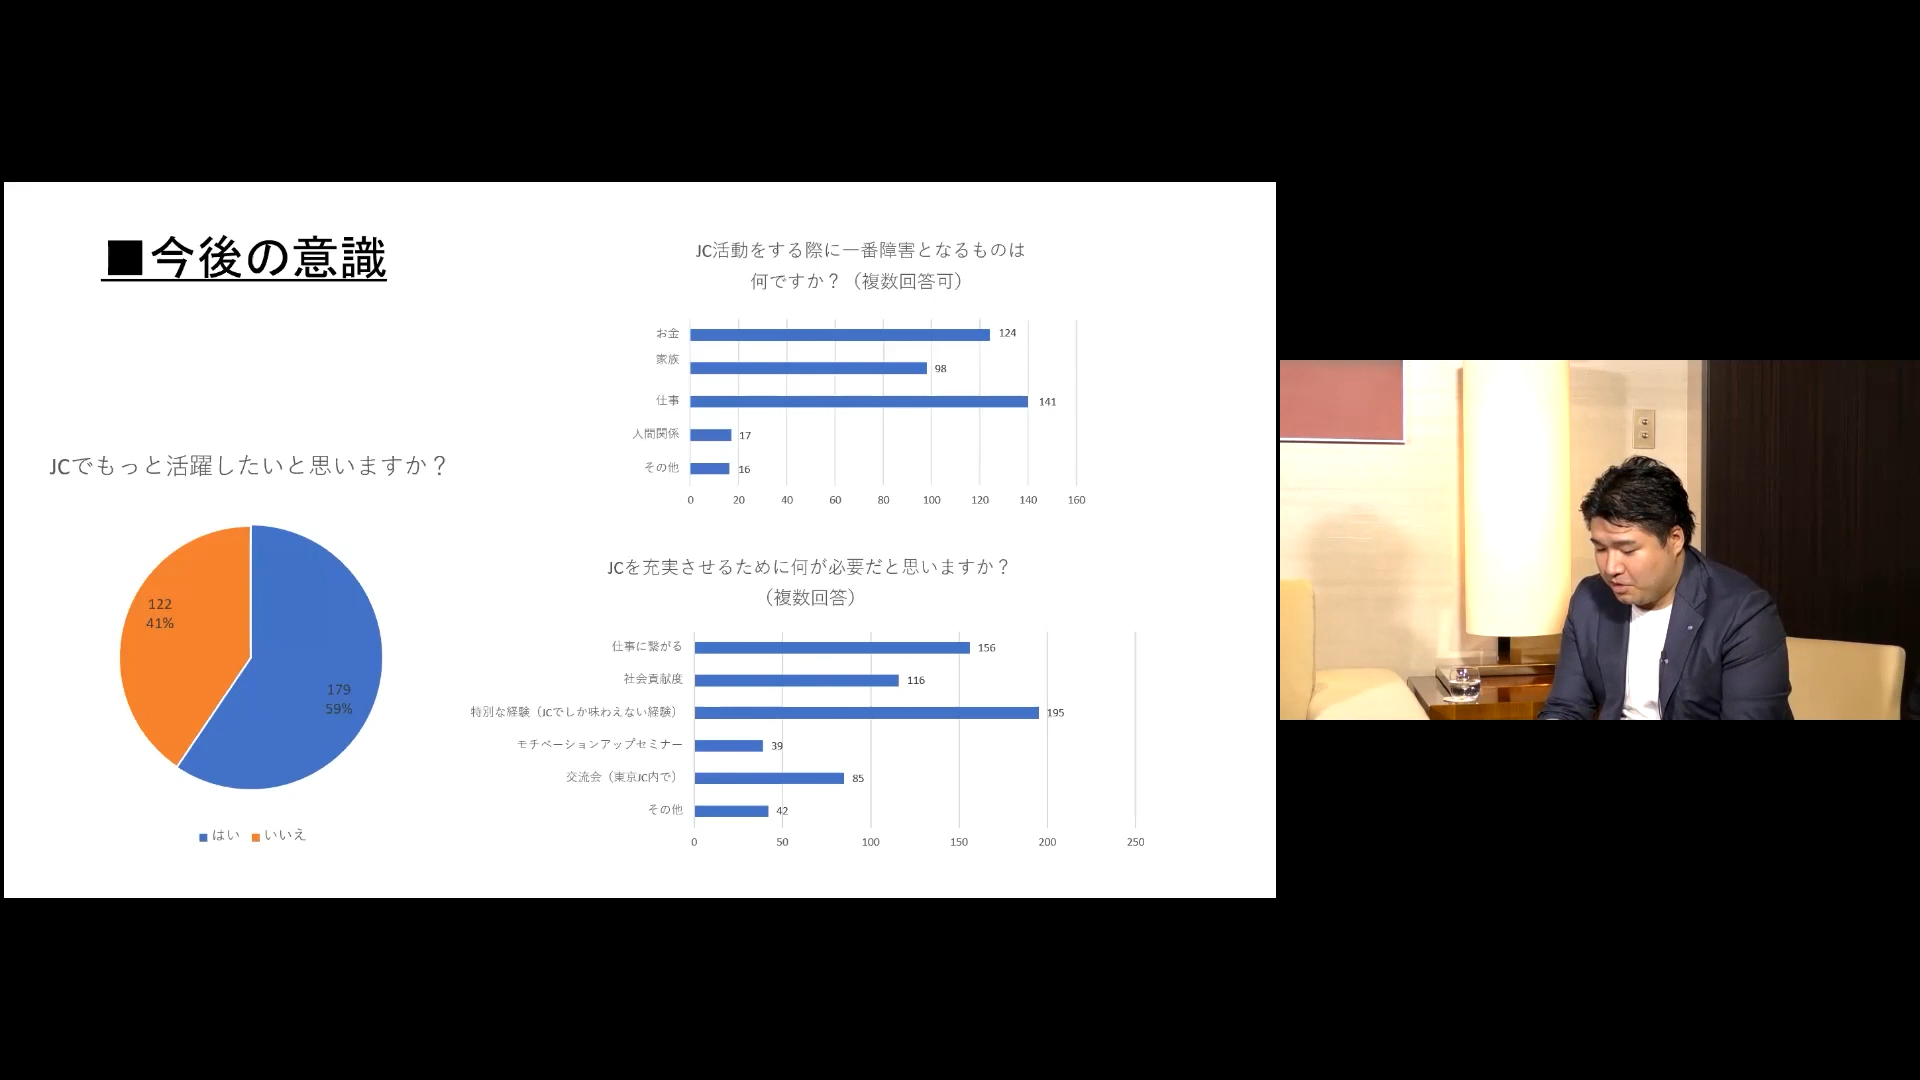 ■今後の意識
JCでもっと活躍したいと思いますか？
122
41%
179
59%
はい いいえ
JC活動をする際に一番障害となるものは
何ですか？（複数回答可）
お金 124
家族 98
仕事 141
人間関係 17
その他 16
0 20 40 60 80 100 120 140 160
JCを充実させるために何が必要だと思いますか？
（複数回答）
仕事に繋がる 156
社会貢献度 116
特別な経験（JCでしか味わえない経験） 195
モチベーションアップセミナー 39
交流会（東京JC内で） 85
その他 42
0 50 100 150 200 250